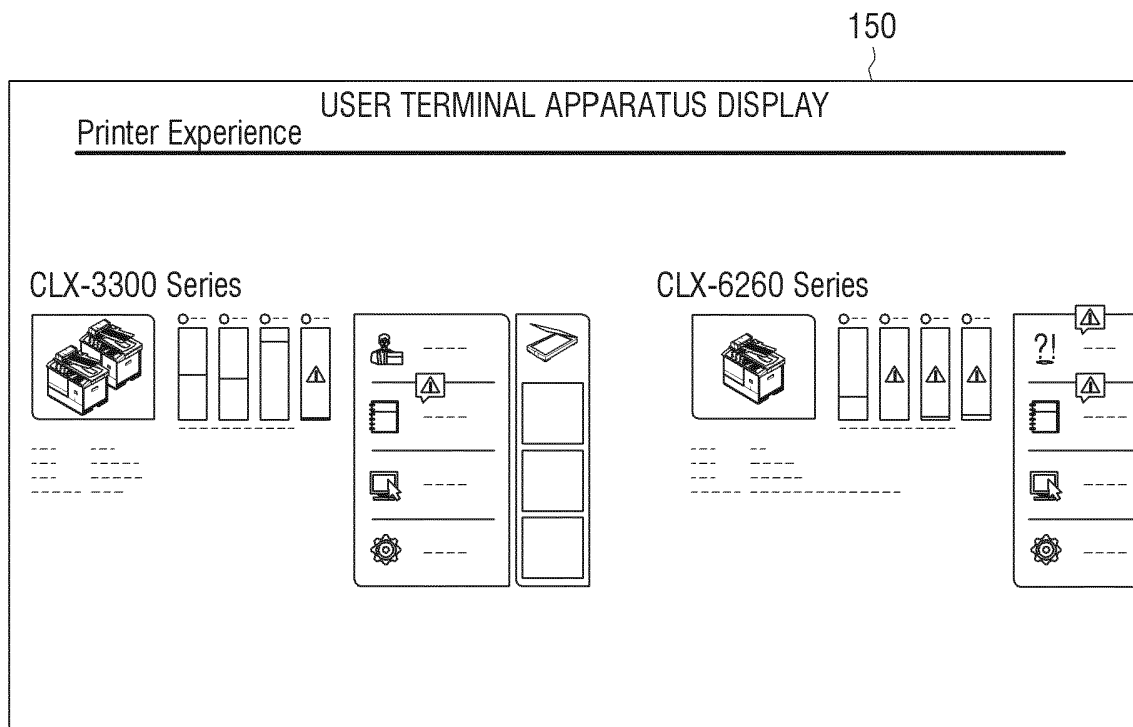 150
USER TERMINAL APPARATUS DISPLAY
Printer Experience
CLX-3300 Series
CLX-6260 Series
?!